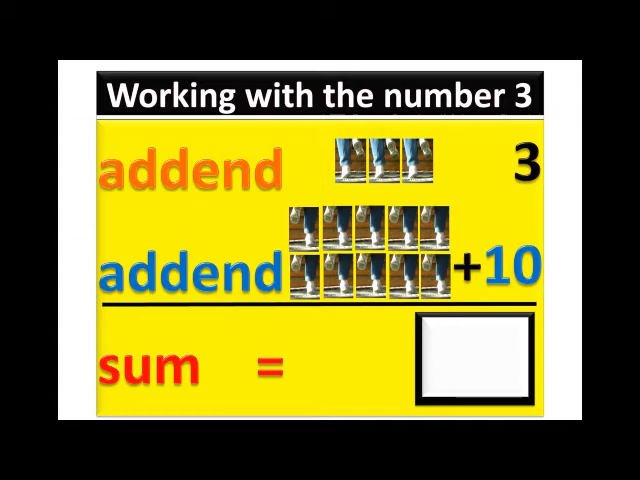 Working with the number 3
addend 3
addend +10
sum =